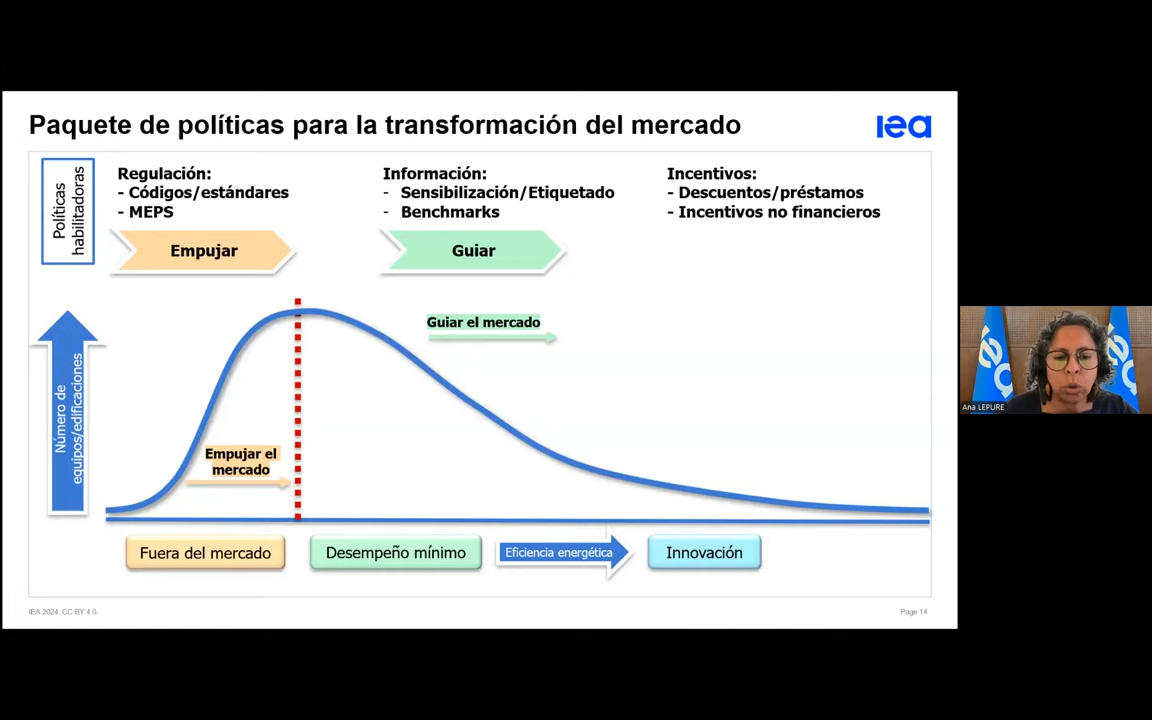 Paquete de políticas para la transformación del mercado
iea
Políticas
habilitadoras
Regulación:
- Códigos/estándares
- MEPS
Información:
- Sensibilización/Etiquetado
- Benchmarks
Incentivos:
- Descuentos/préstamos
- Incentivos no financieros
Empujar
Guiar
Guiar el mercado
Número de
equipos/edificaciones
Empujar el
mercado
Fuera del mercado
Desempeño mínimo
Eficiencia energética
Innovación
IEA 2024. CC BY 4.0.
Page 14
iea
Ana LEPURE